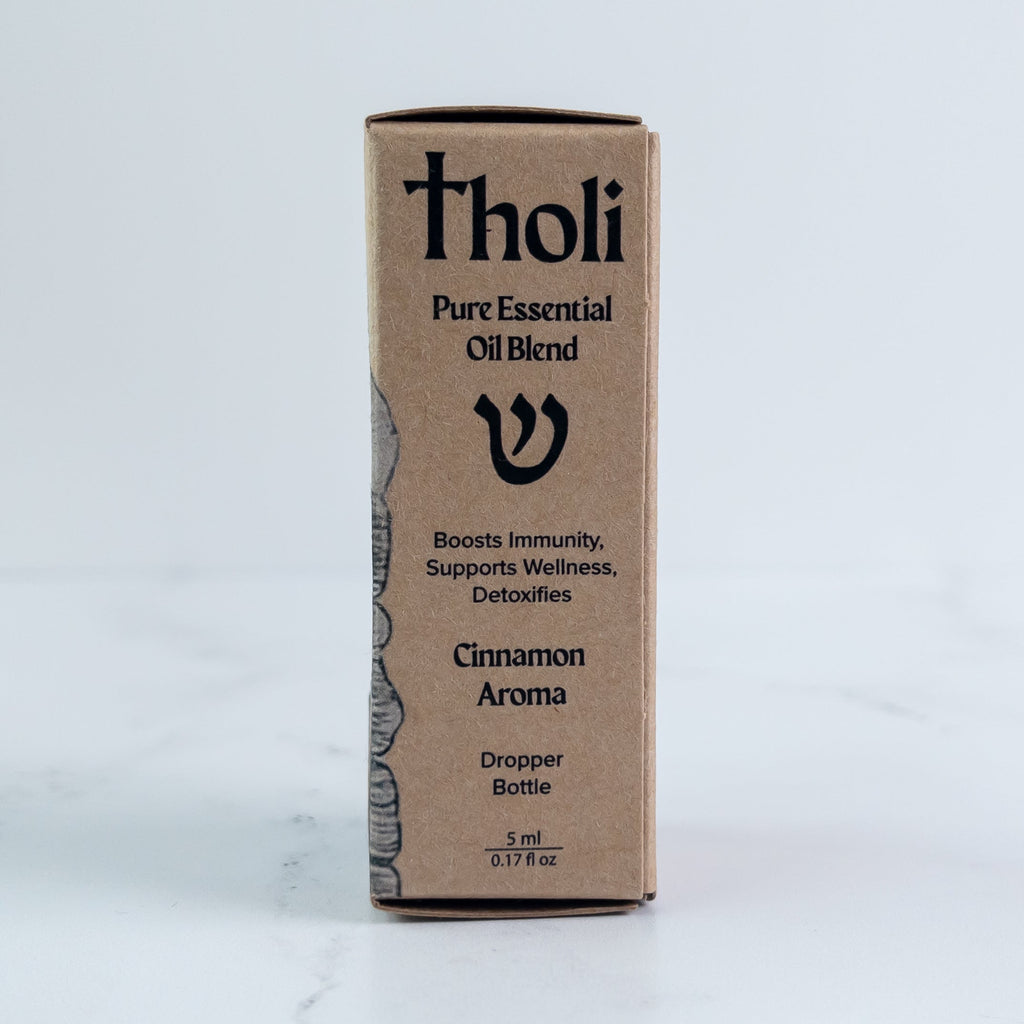 Tholi
Pure Essential
Oil Blend
ש
Boosts Immunity,
Supports Wellness,
Detoxifies
Cinnamon
Aroma
Dropper
Bottle
5 ml
0.17 fl oz